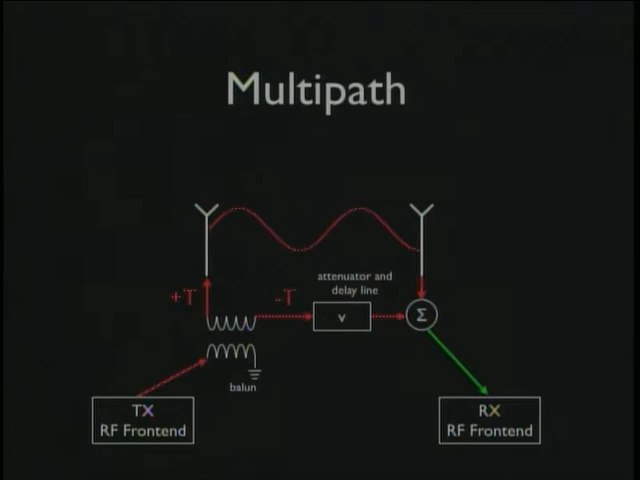 Multipath
attenuator and
delay line
+T
-T
v
Σ
balun
TX
RF Frontend
RX
RF Frontend